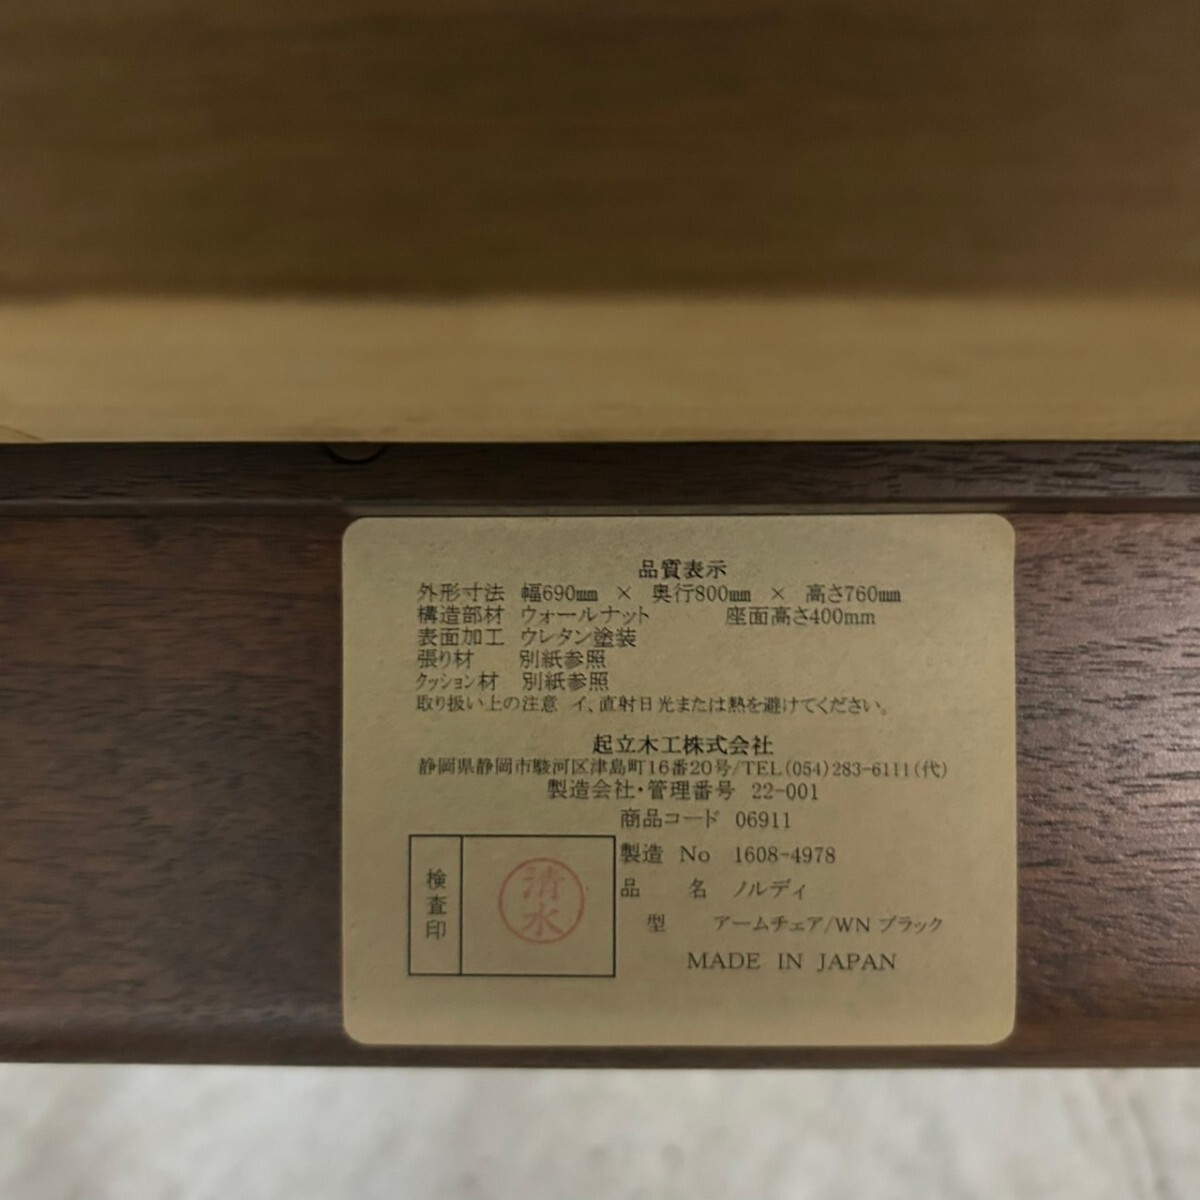 品質表示
外形寸法 幅690㎜ × 奥行800㎜ × 高さ760㎜
構造部材 ウォールナット 座面高さ400mm
表面加工 ウレタン塗装
張り材 別紙参照
クッション材 別紙参照
取り扱い上の注意 イ、直射日光または熱を避けてください。
起立木工株式会社
静岡県静岡市駿河区津島町16番20号/TEL(054)283-6111(代)
製造会社・管理番号 22-001
商品コード 06911
製造 No 1608-4978
品 名 ノルディ
型 アームチェア/WN ブラック
MADE IN JAPAN
検査印
清水